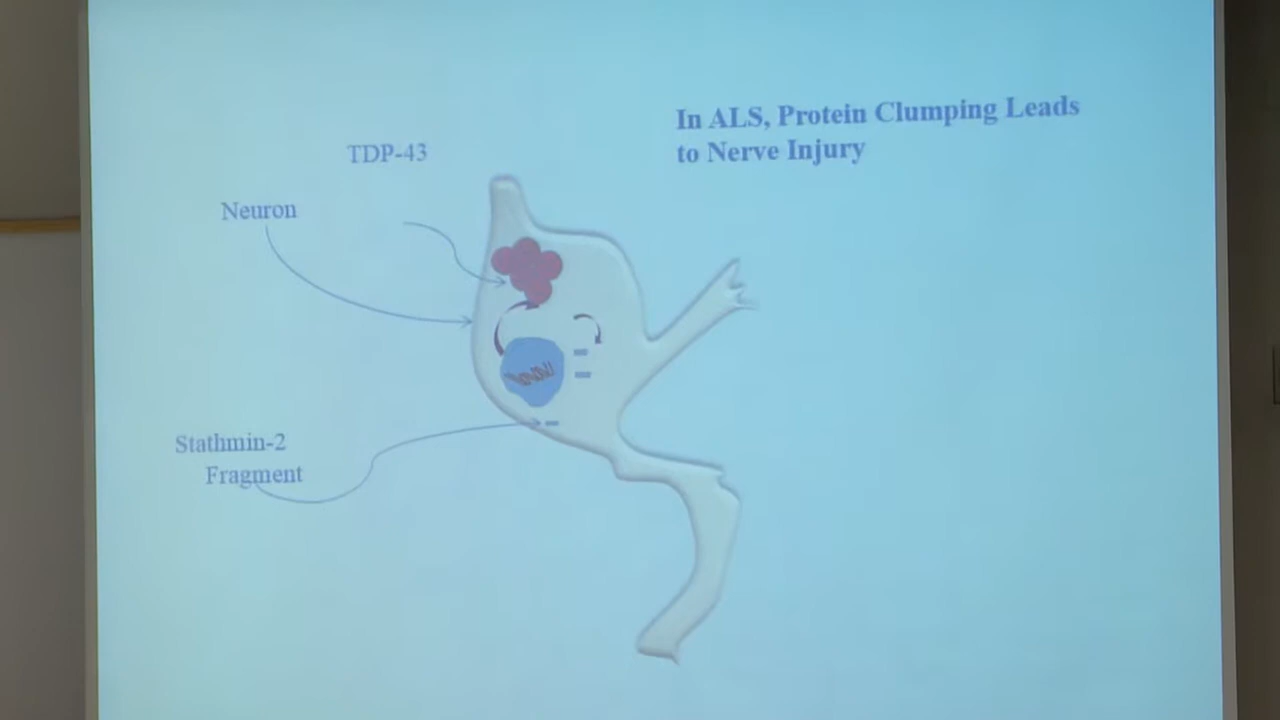 In ALS, Protein Clumping Leads
to Nerve Injury
TDP-43
Neuron
Stathmin-2
Fragment